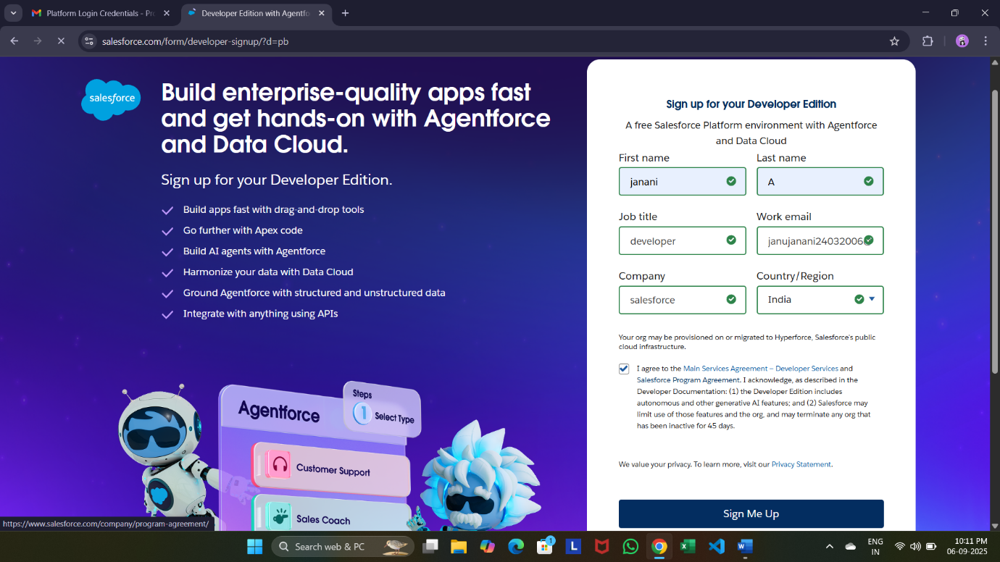 Platform Login Credentials - Pr
Developer Edition with Agentfo
salesforce.com/form/developer-signup/?d=pb
salesforce
Build enterprise-quality apps fast
and get hands-on with Agentforce
and Data Cloud.
Sign up for your Developer Edition.
Build apps fast with drag-and-drop tools
Go further with Apex code
Build AI agents with Agentforce
Harmonize your data with Data Cloud
Ground Agentforce with structured and unstructured data
Integrate with anything using APIs
Agentforce
Steps
1 Select Type
Customer Support
Sales Coach
https://www.salesforce.com/company/program-agreement/
Sign up for your Developer Edition
A free Salesforce Platform environment with Agentforce
and Data Cloud
First name Last name
janani A
Job title Work email
developer janujanani24032006@
Company Country/Region
salesforce India
Your org may be provisioned on or migrated to Hyperforce, Salesforce's public
cloud infrastructure.
I agree to the Main Services Agreement – Developer Services and
Salesforce Program Agreement. I acknowledge, as described in the
Developer Documentation: (1) the Developer Edition includes
autonomous and other generative AI features; and (2) Salesforce may
limit use of those features and the org, and may terminate any org that
has been inactive for 45 days.
We value your privacy. To learn more, visit our Privacy Statement.
Sign Me Up
Search web & PC
1
L
ENG
IN
10:11 PM
06-09-2025